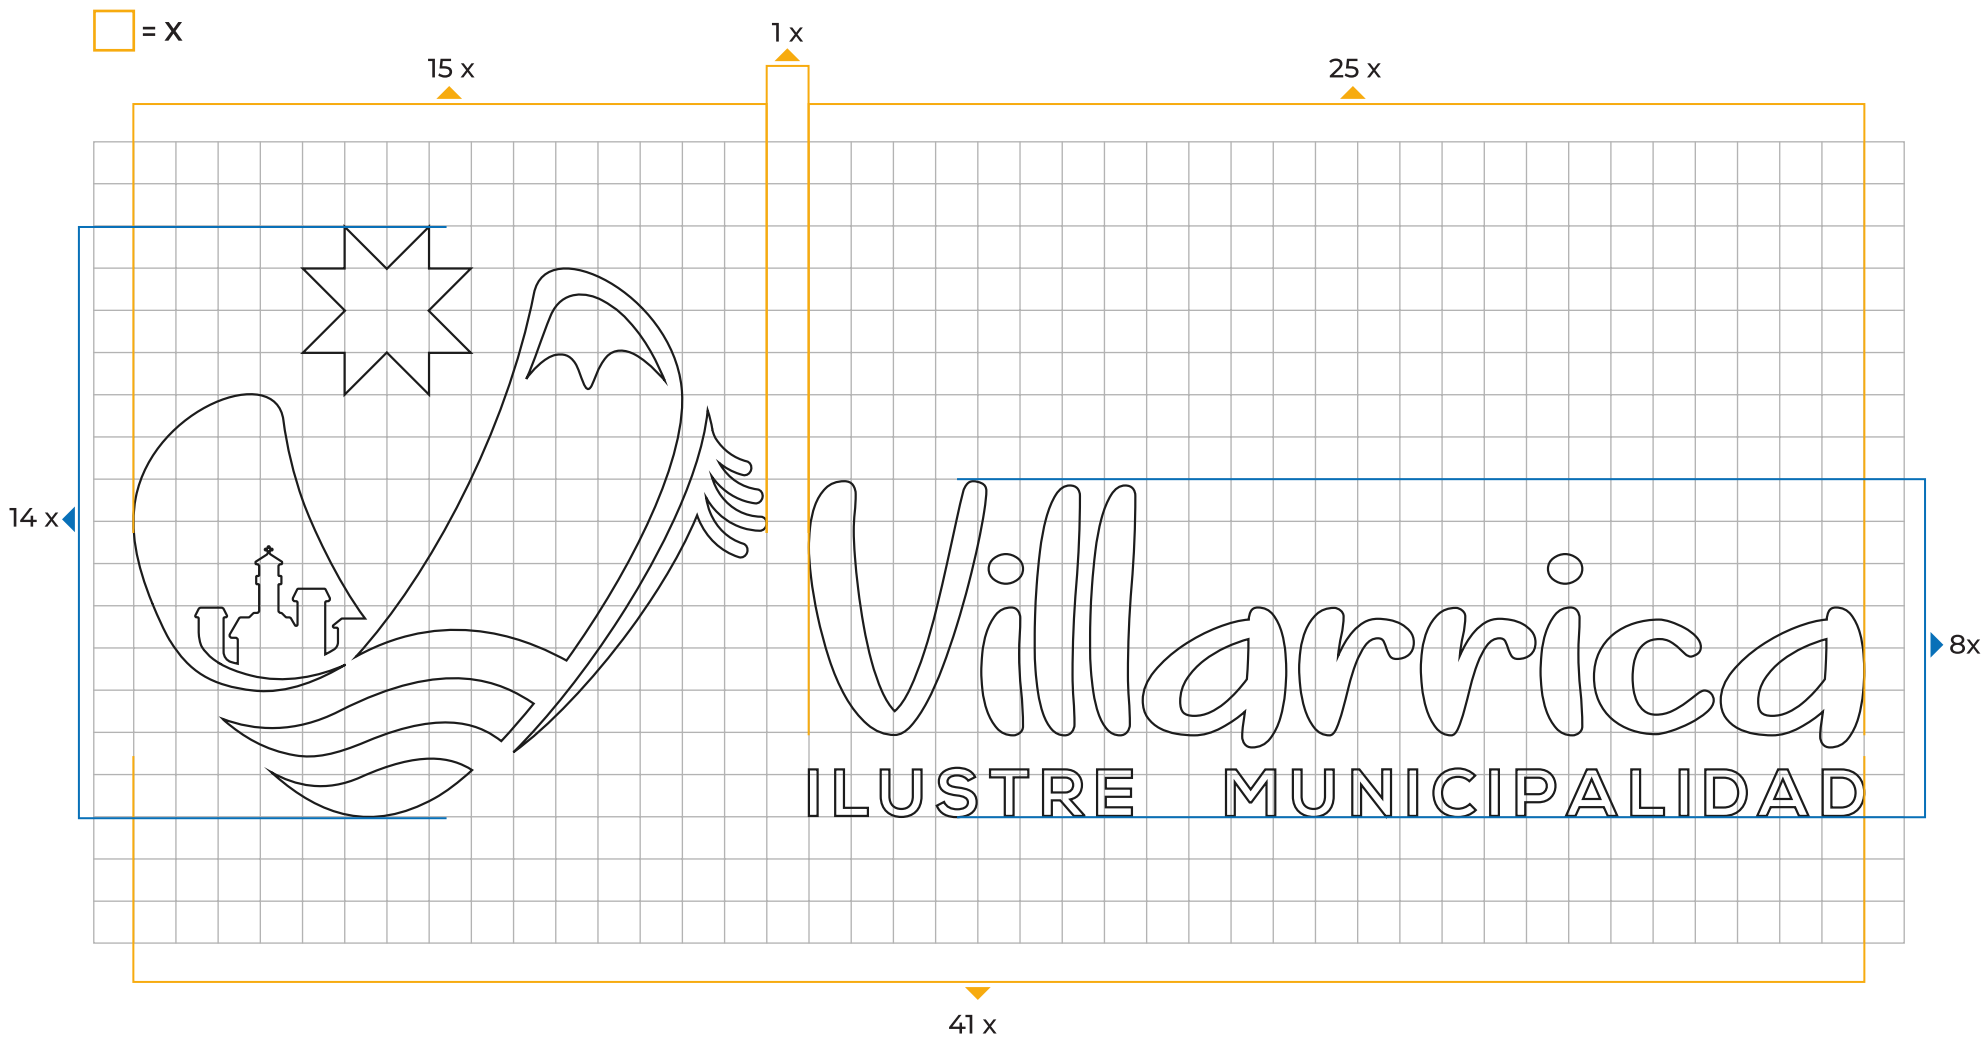 = X
1 x
15 x
25 x
14 x
Villarrica
8x
ILUSTRE MUNICIPALIDAD
41 x